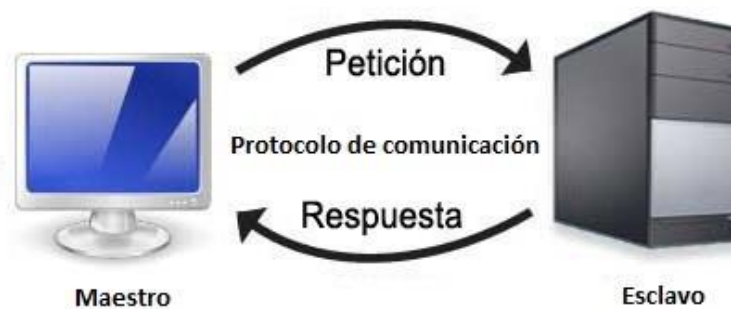 Petición
Protocolo de comunicación
Respuesta
Maestro
Esclavo